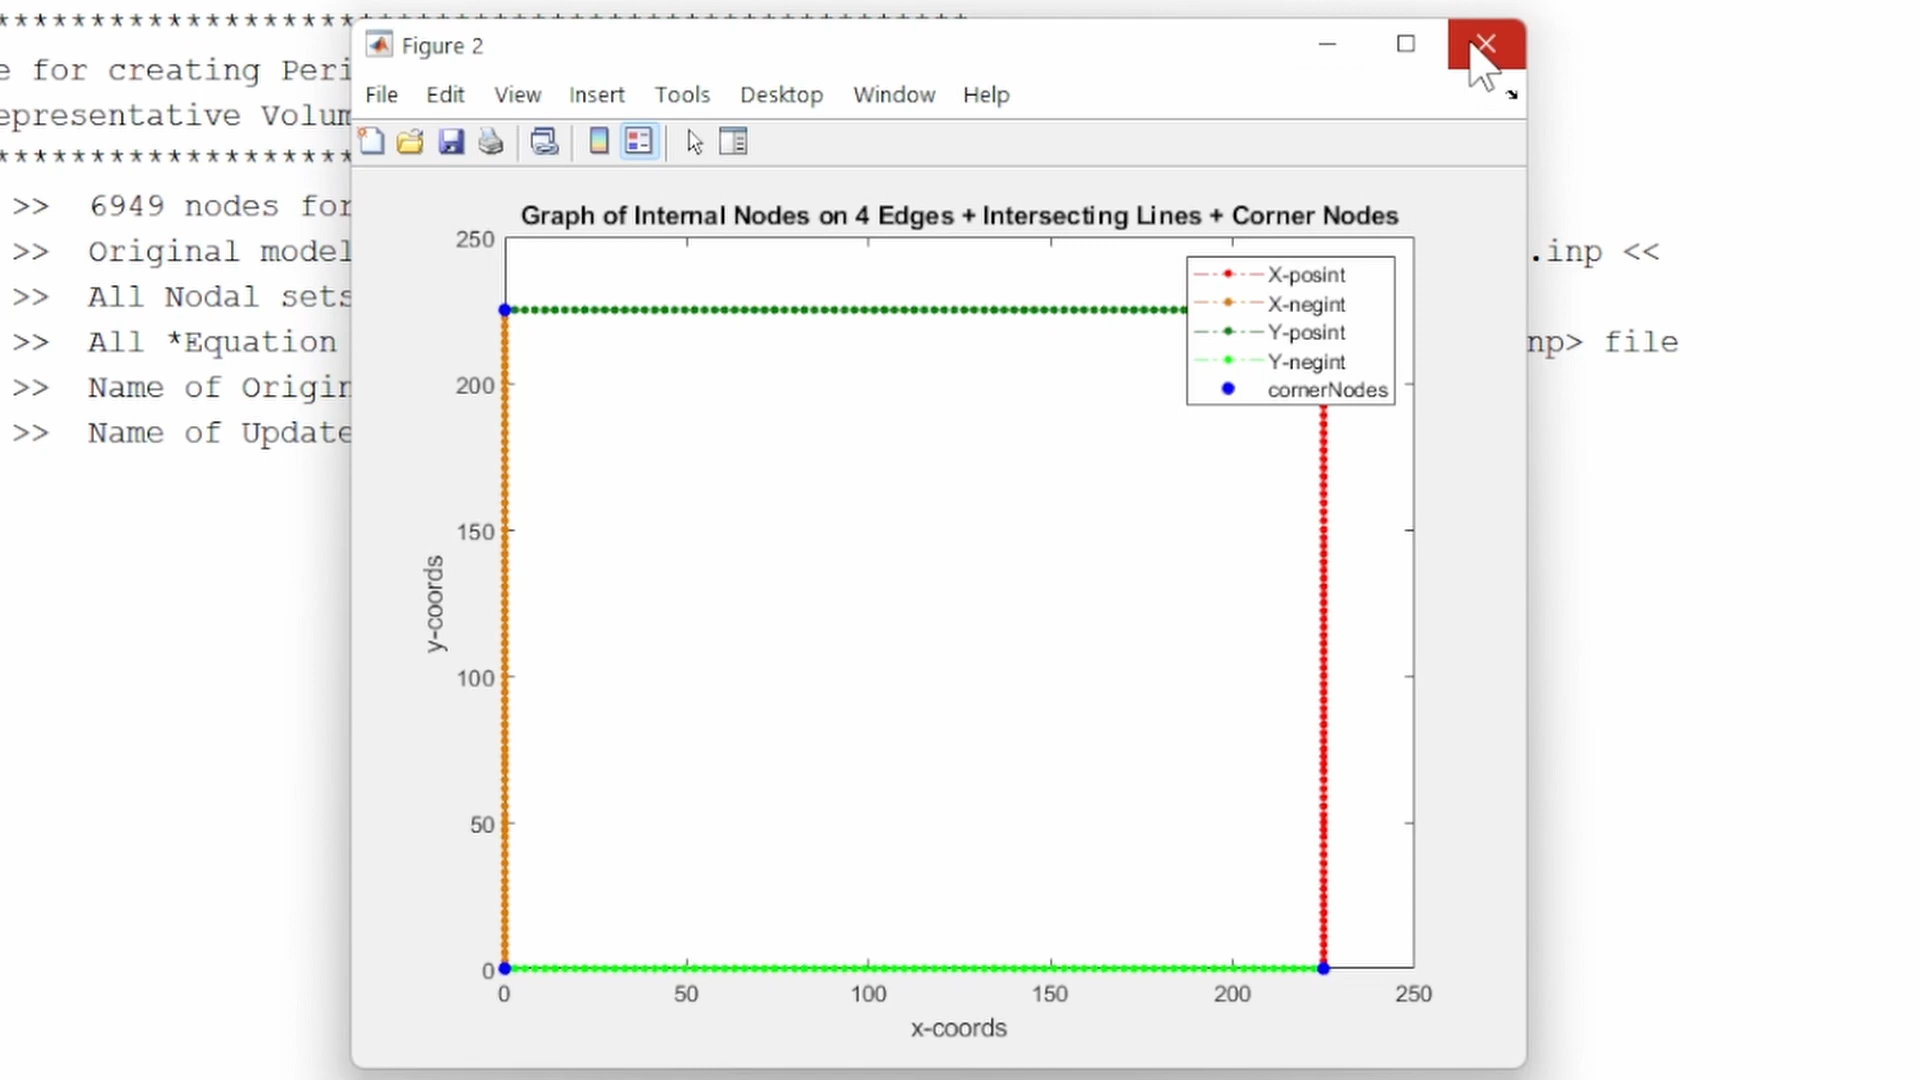 *****************************************************
e for creating Peri
epresentative Volum
*******************
>> 6949 nodes for
>> Original model
.inp <<
>> All Nodal sets
>> All *Equation
np> file
>> Name of Origin
>> Name of Update
Figure 2
File Edit View Insert Tools Desktop Window Help
Graph of Internal Nodes on 4 Edges + Intersecting Lines + Corner Nodes
X-posint
X-negint
Y-posint
Y-negint
cornerNodes
250
200
150
100
50
0
y-coords
0 50 100 150 200 250
x-coords